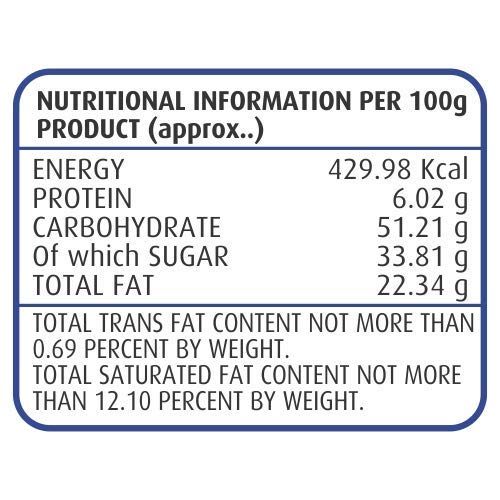 NUTRITIONAL INFORMATION PER 100g
PRODUCT (approx..)
ENERGY 429.98 Kcal
PROTEIN 6.02 g
CARBOHYDRATE 51.21 g
Of which SUGAR 33.81 g
TOTAL FAT 22.34 g
TOTAL TRANS FAT CONTENT NOT MORE THAN
0.69 PERCENT BY WEIGHT.
TOTAL SATURATED FAT CONTENT NOT MORE
THAN 12.10 PERCENT BY WEIGHT.